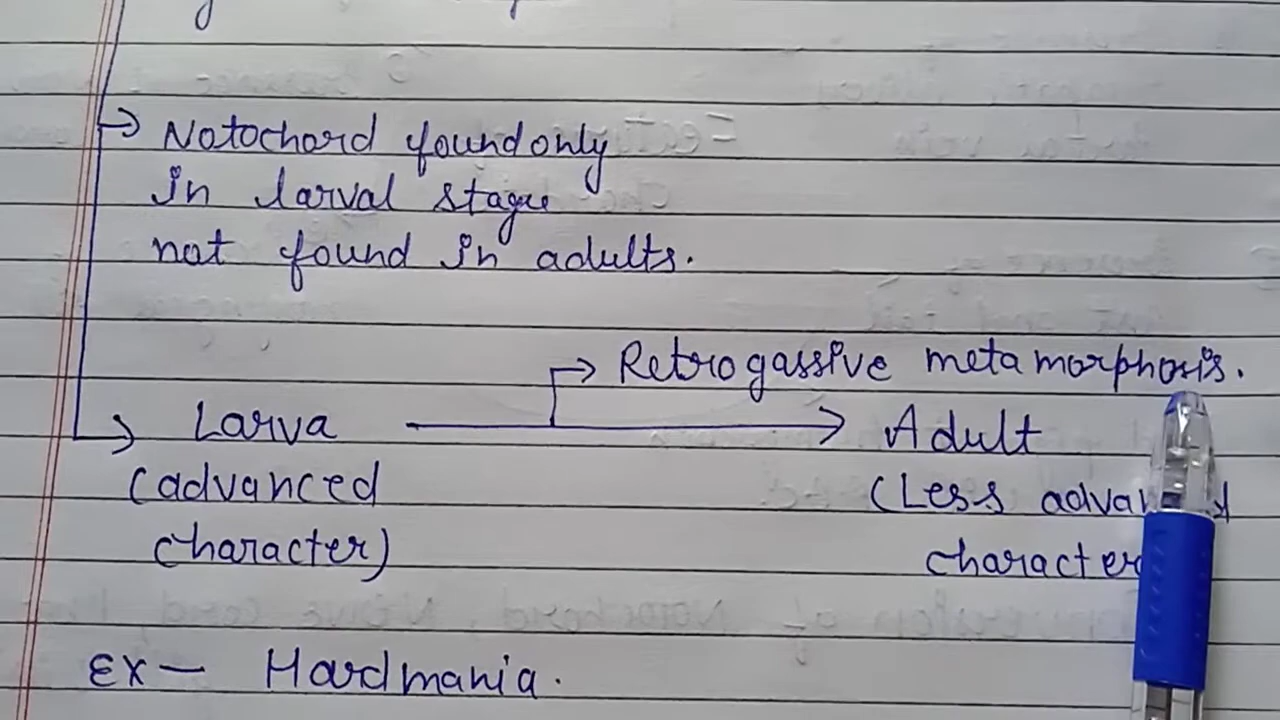 → Notochord found only
in larval stage
not found in adults.
→ Retrogassive metamorphosis.
→ Larva → Adult
(advanced
(Less
character)
character
Ex — Hardmania.